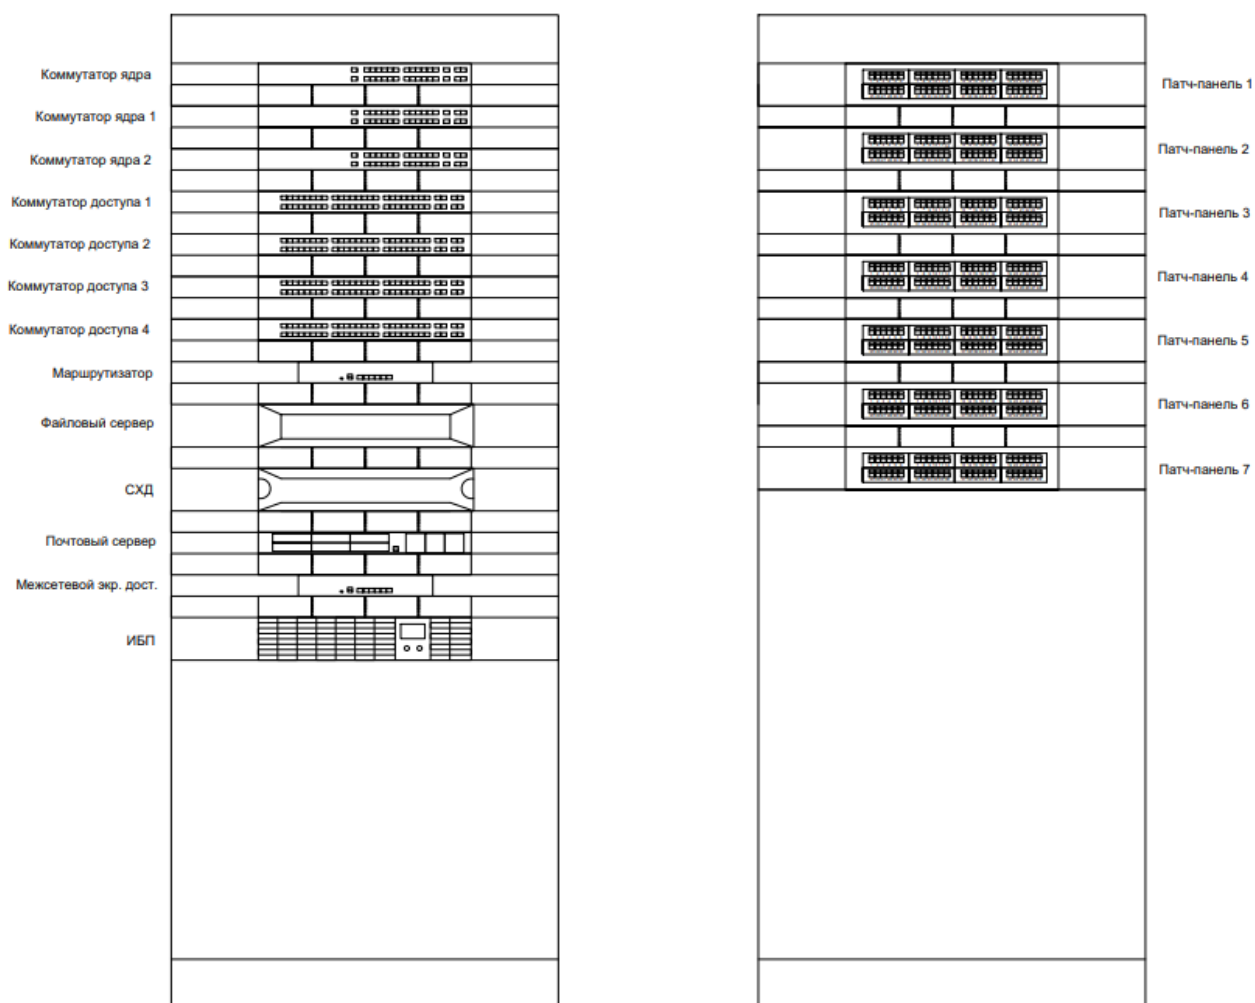 Коммутатор ядра
Коммутатор ядра 1
Коммутатор ядра 2
Коммутатор доступа 1
Коммутатор доступа 2
Коммутатор доступа 3
Коммутатор доступа 4
Маршрутизатор
Файловый сервер
СХД
Почтовый сервер
Межсетевой экр. дост.
ИБП
Патч-панель 1
Патч-панель 2
Патч-панель 3
Патч-панель 4
Патч-панель 5
Патч-панель 6
Патч-панель 7